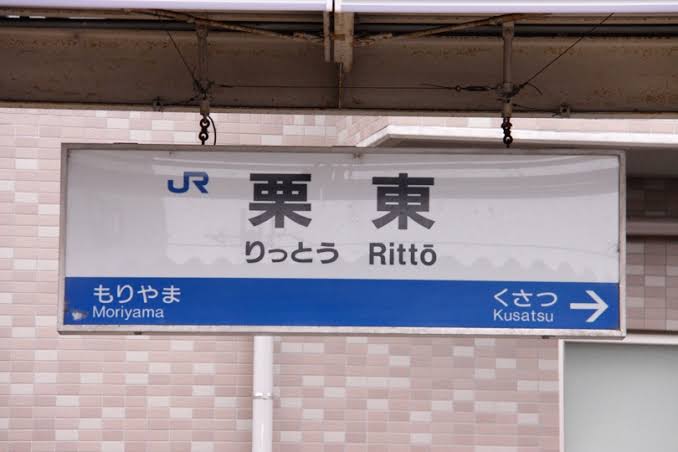 JR 栗東
りっとう Rittō
もりやま くさつ →
Moriyama Kusatsu